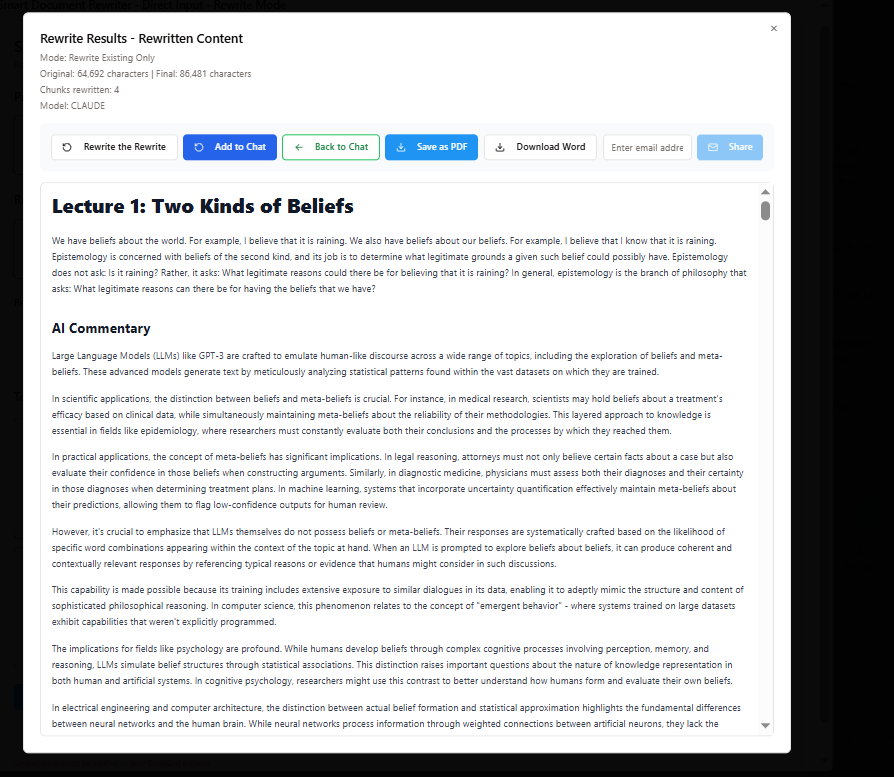 Smart Document Rewriter - Direct Input - Rewrite Mode
×
Rewrite Results - Rewritten Content
Mode: Rewrite Existing Only
Original: 64,692 characters | Final: 86,481 characters
Chunks rewritten: 4
Model: CLAUDE
Rewrite the Rewrite Add to Chat Back to Chat Save as PDF Download Word Enter email addre Share
Lecture 1: Two Kinds of Beliefs
We have beliefs about the world. For example, I believe that it is raining. We also have beliefs about our beliefs. For example, I believe that I know that it is raining.
Epistemology is concerned with beliefs of the second kind, and its job is to determine what legitimate grounds a given such belief could possibly have. Epistemology
does not ask: Is it raining? Rather, it asks: What legitimate reasons could there be for believing that it is raining? In general, epistemology is the branch of philosophy that
asks: What legitimate reasons can there be for having the beliefs that we have?
AI Commentary
Large Language Models (LLMs) like GPT-3 are crafted to emulate human-like discourse across a wide range of topics, including the exploration of beliefs and meta-
beliefs. These advanced models generate text by meticulously analyzing statistical patterns found within the vast datasets on which they are trained.
In scientific applications, the distinction between beliefs and meta-beliefs is crucial. For instance, in medical research, scientists may hold beliefs about a treatment's
efficacy based on clinical data, while simultaneously maintaining meta-beliefs about the reliability of their methodologies. This layered approach to knowledge is
essential in fields like epidemiology, where researchers must constantly evaluate both their conclusions and the processes by which they reached them.
In practical applications, the concept of meta-beliefs has significant implications. In legal reasoning, attorneys must not only believe certain facts about a case but also
evaluate their confidence in those beliefs when constructing arguments. Similarly, in diagnostic medicine, physicians must assess both their diagnoses and their certainty
in those diagnoses when determining treatment plans. In machine learning, systems that incorporate uncertainty quantification effectively maintain meta-beliefs about
their predictions, allowing them to flag low-confidence outputs for human review.
However, it's crucial to emphasize that LLMs themselves do not possess beliefs or meta-beliefs. Their responses are systematically crafted based on the likelihood of
specific word combinations appearing within the context of the topic at hand. When an LLM is prompted to explore beliefs about beliefs, it can produce coherent and
contextually relevant responses by referencing typical reasons or evidence that humans might consider in such discussions.
This capability is made possible because its training includes extensive exposure to similar dialogues in its data, enabling it to adeptly mimic the structure and content of
sophisticated philosophical reasoning. In computer science, this phenomenon relates to the concept of "emergent behavior" - where systems trained on large datasets
exhibit capabilities that weren't explicitly programmed.
The implications for fields like psychology are profound. While humans develop beliefs through complex cognitive processes involving perception, memory, and
reasoning, LLMs simulate belief structures through statistical associations. This distinction raises important questions about the nature of knowledge representation in
both human and artificial systems. In cognitive psychology, researchers might use this contrast to better understand how humans form and evaluate their own beliefs.
In electrical engineering and computer architecture, the distinction between actual belief formation and statistical approximation highlights the fundamental differences
between neural networks and the human brain. While neural networks process information through weighted connections between artificial neurons, they lack the